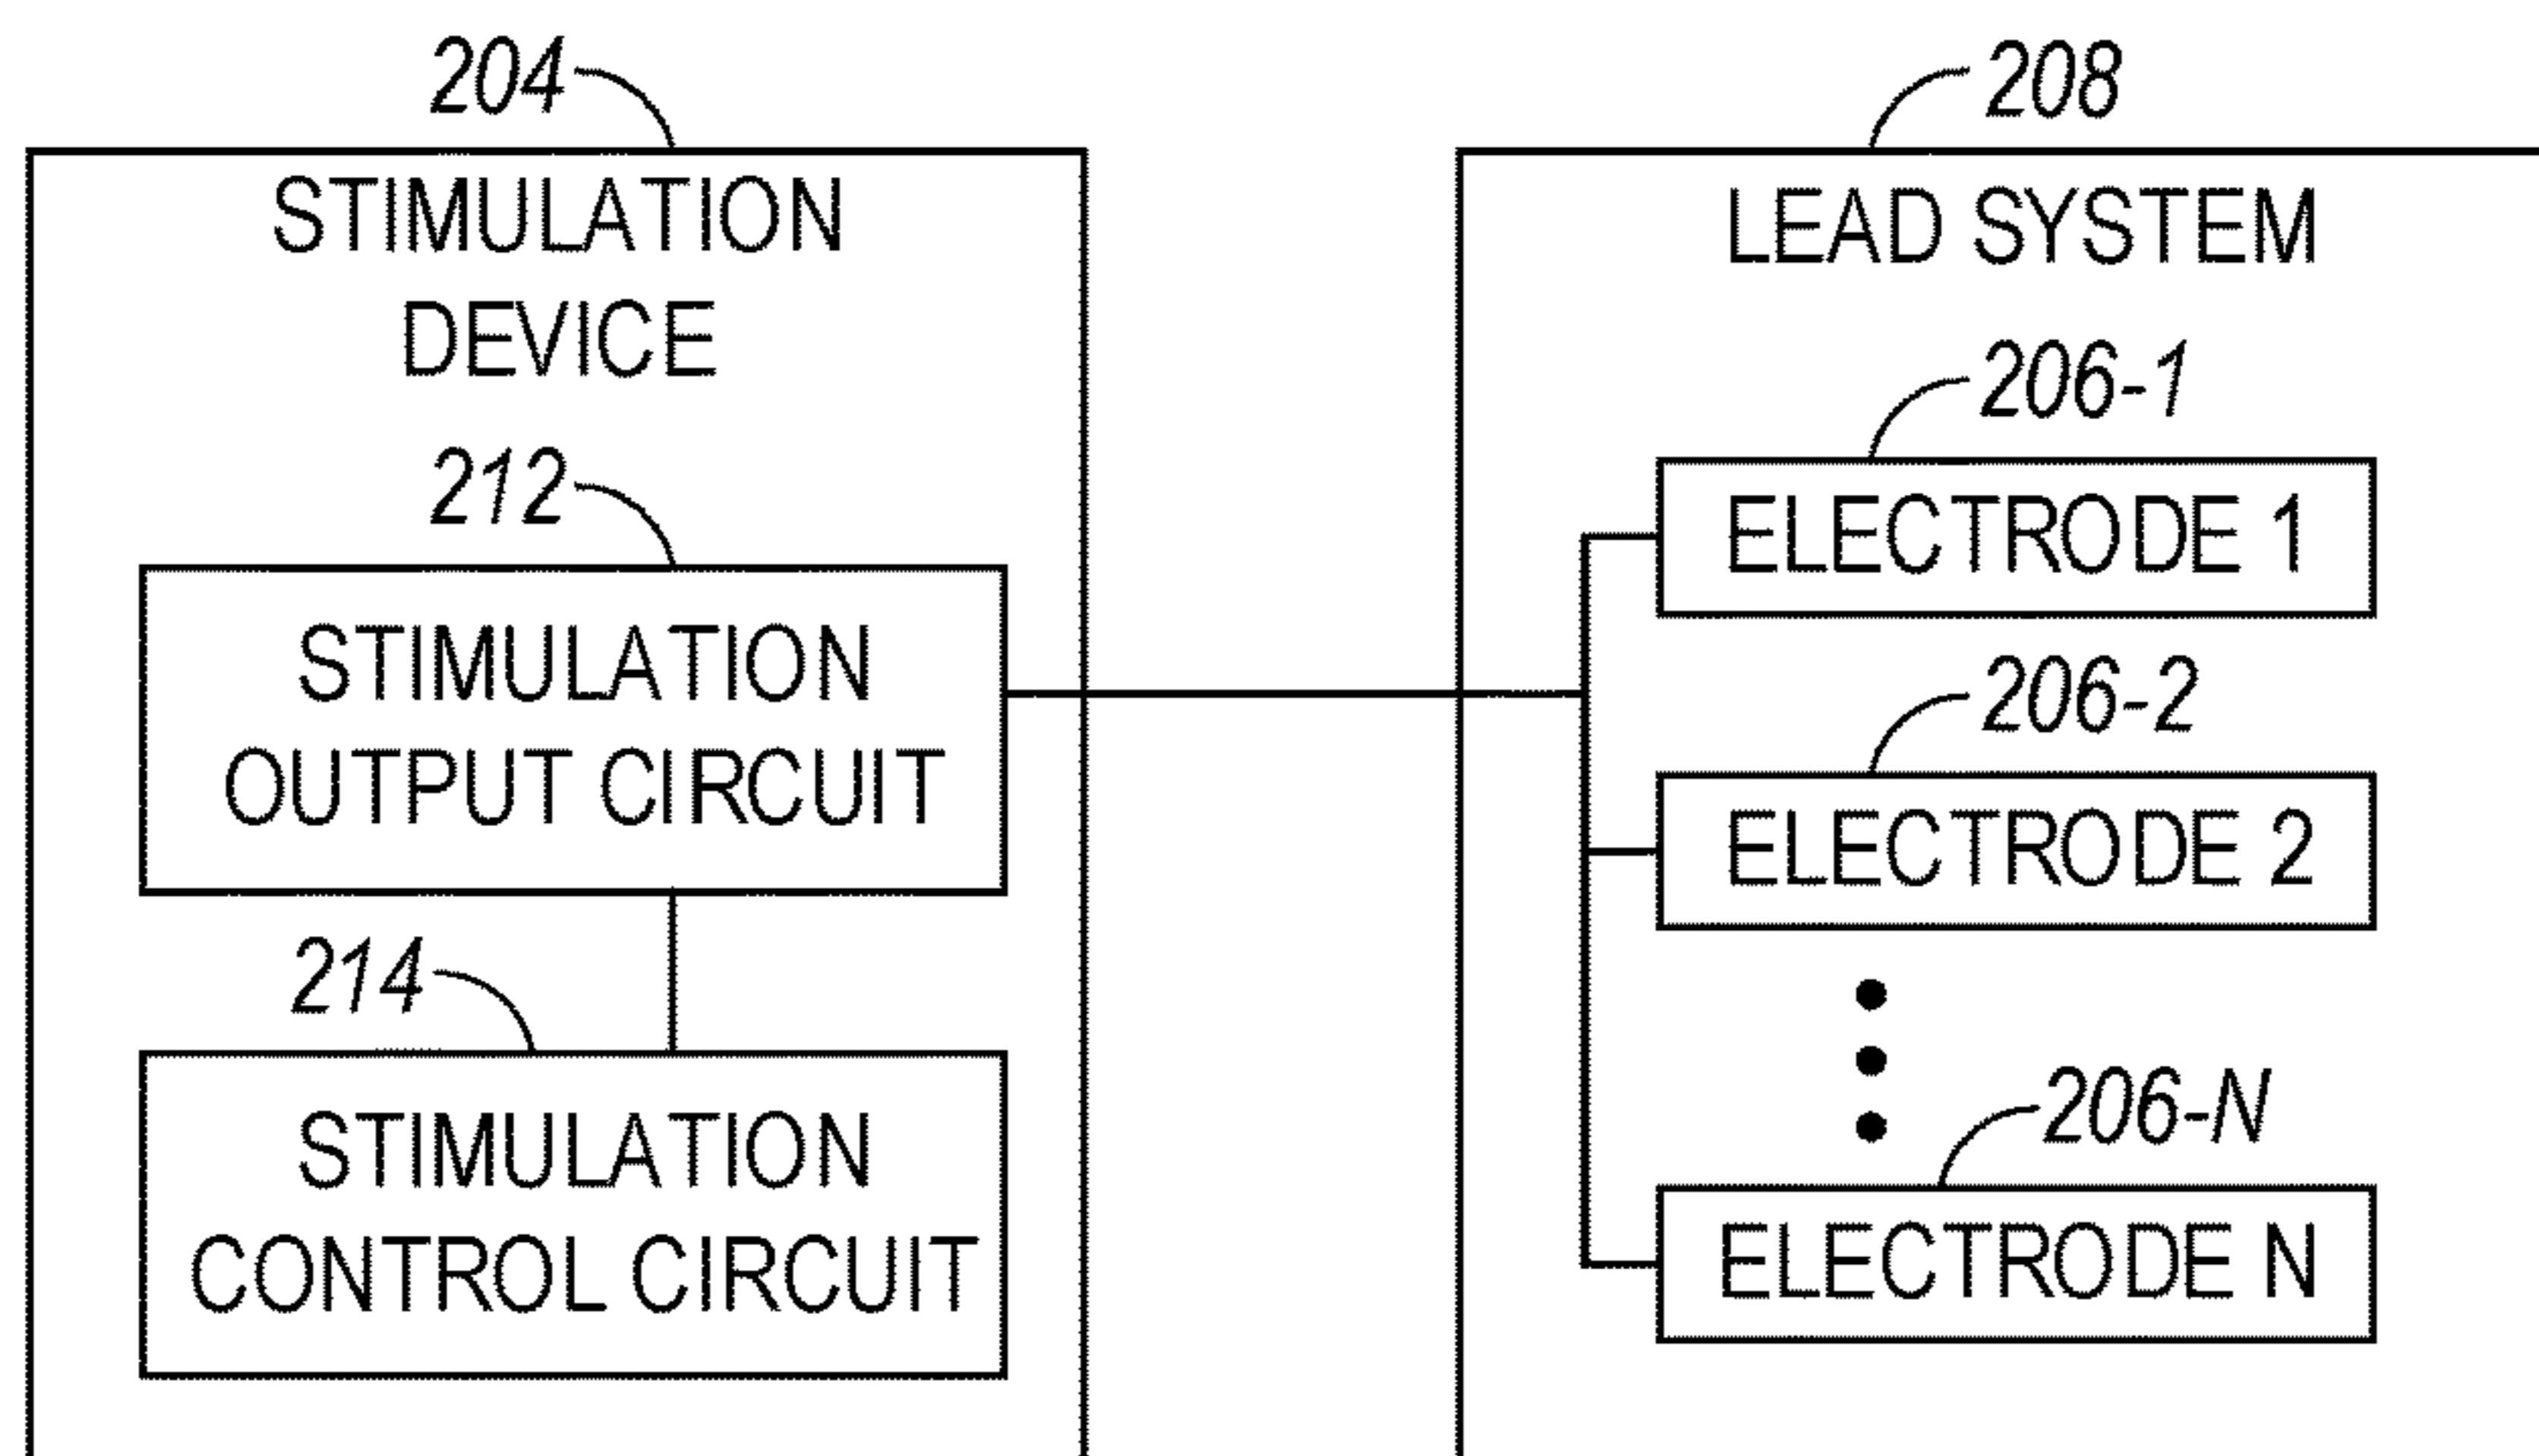 204
STIMULATION
DEVICE
212
STIMULATION
OUTPUT CIRCUIT
214
STIMULATION
CONTROL CIRCUIT
208
LEAD SYSTEM
206-1
ELECTRODE 1
206-2
ELECTRODE 2
206-N
ELECTRODE N